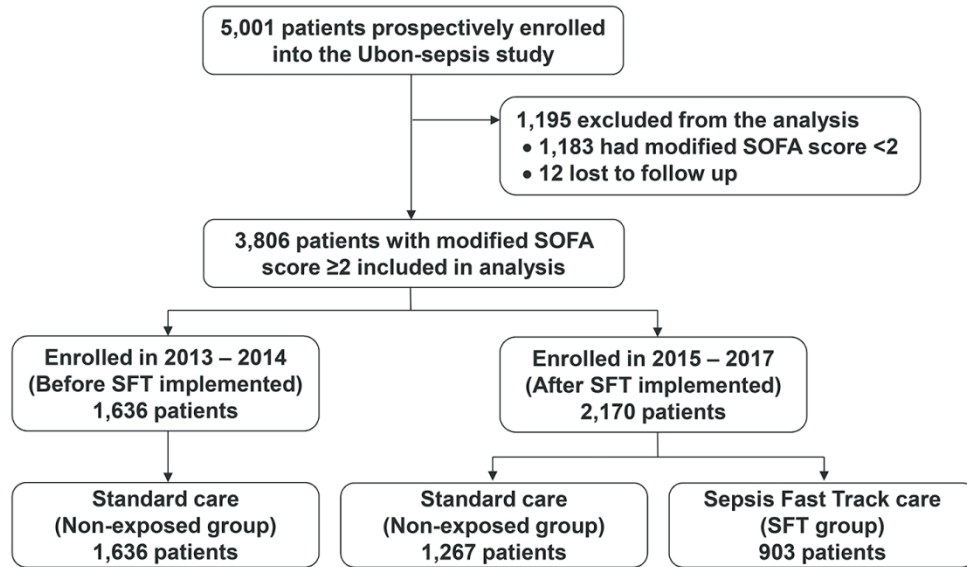 5,001 patients prospectively enrolled
into the Ubon-sepsis study
1,195 excluded from the analysis
• 1,183 had modified SOFA score <2
• 12 lost to follow up
3,806 patients with modified SOFA
score ≥2 included in analysis
Enrolled in 2013 – 2014
(Before SFT implemented)
1,636 patients
Enrolled in 2015 – 2017
(After SFT implemented)
2,170 patients
Standard care
(Non-exposed group)
1,636 patients
Standard care
(Non-exposed group)
1,267 patients
Sepsis Fast Track care
(SFT group)
903 patients